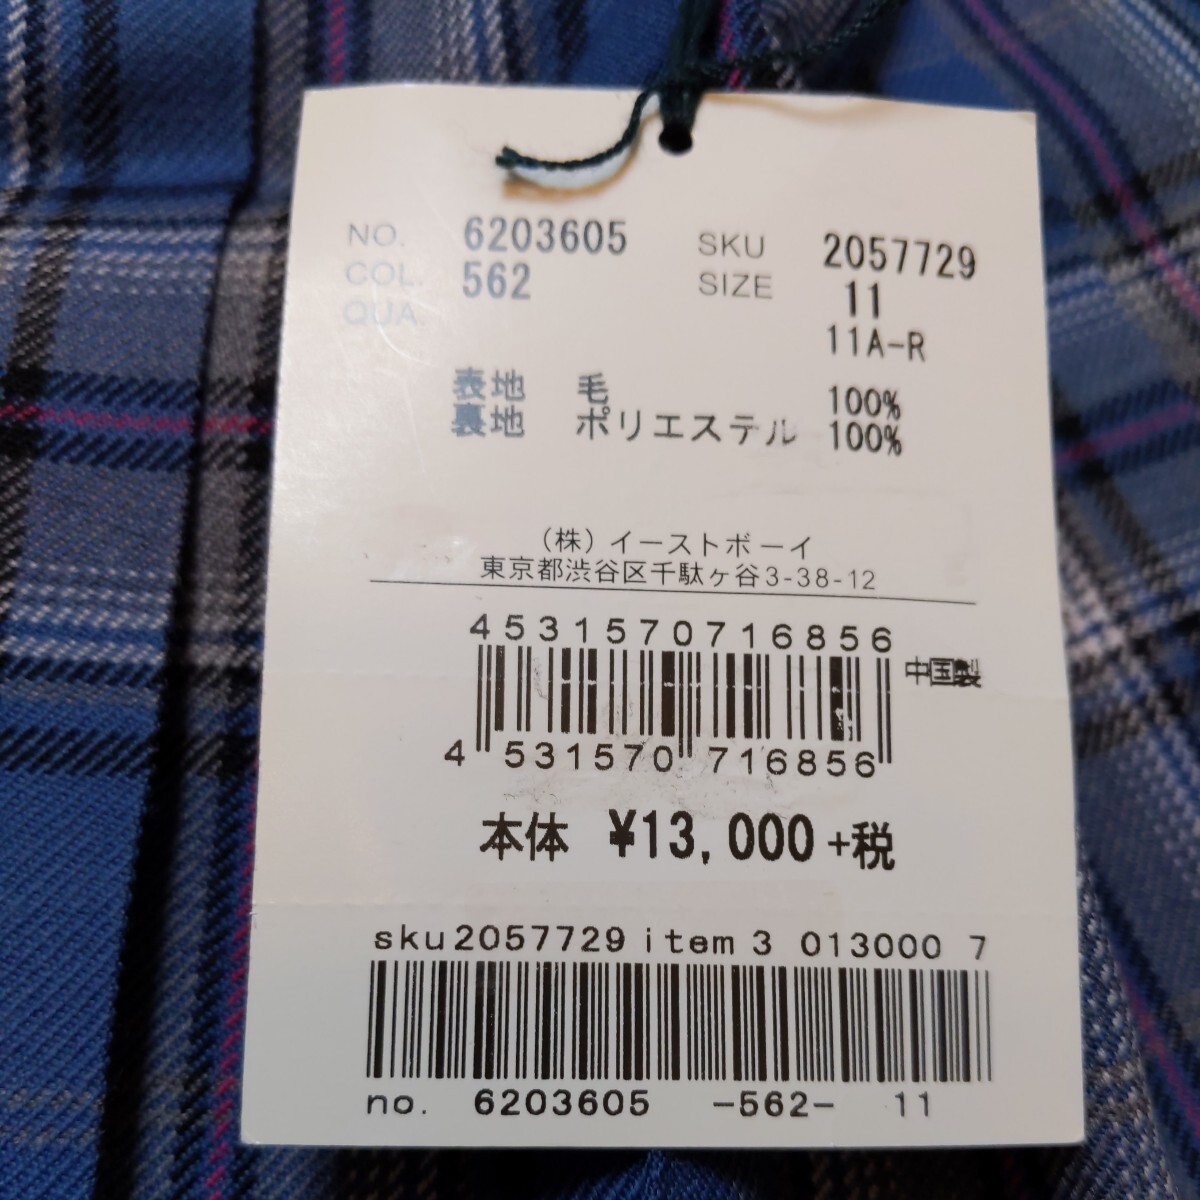 NO. 6203605 SKU 2057729
COL. 562 SIZE 11
QUA. 11A-R
表地 毛 100%
裏地 ポリエステル 100%
(株)イーストボーイ
東京都渋谷区千駄ヶ谷3-38-12
4531570716856
中国製
4 531570 716856
本体 ¥13,000+税
sku2057729 item3 013000 7
no. 6203605 -562- 11